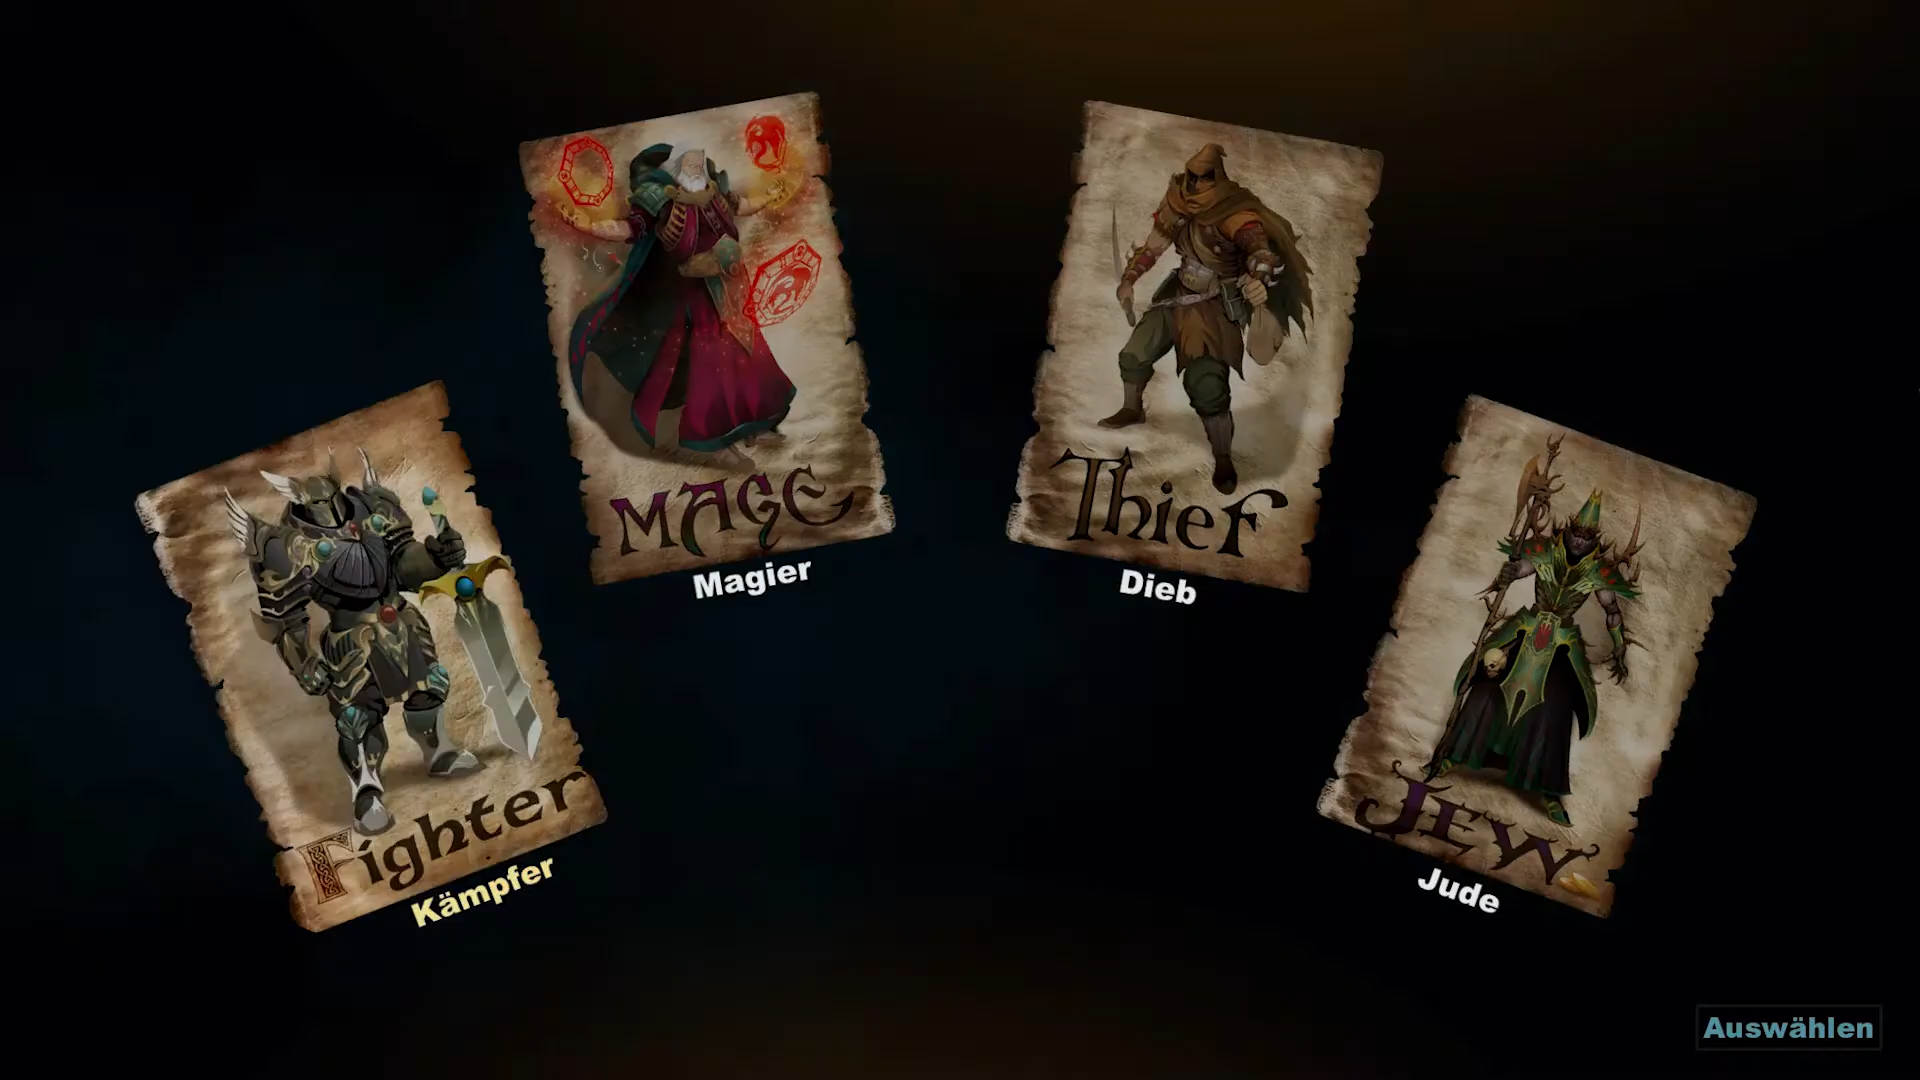 MAGE
Magier
Thief
Dieb
Fighter
Kämpfer
JEW
Jude
Auswählen